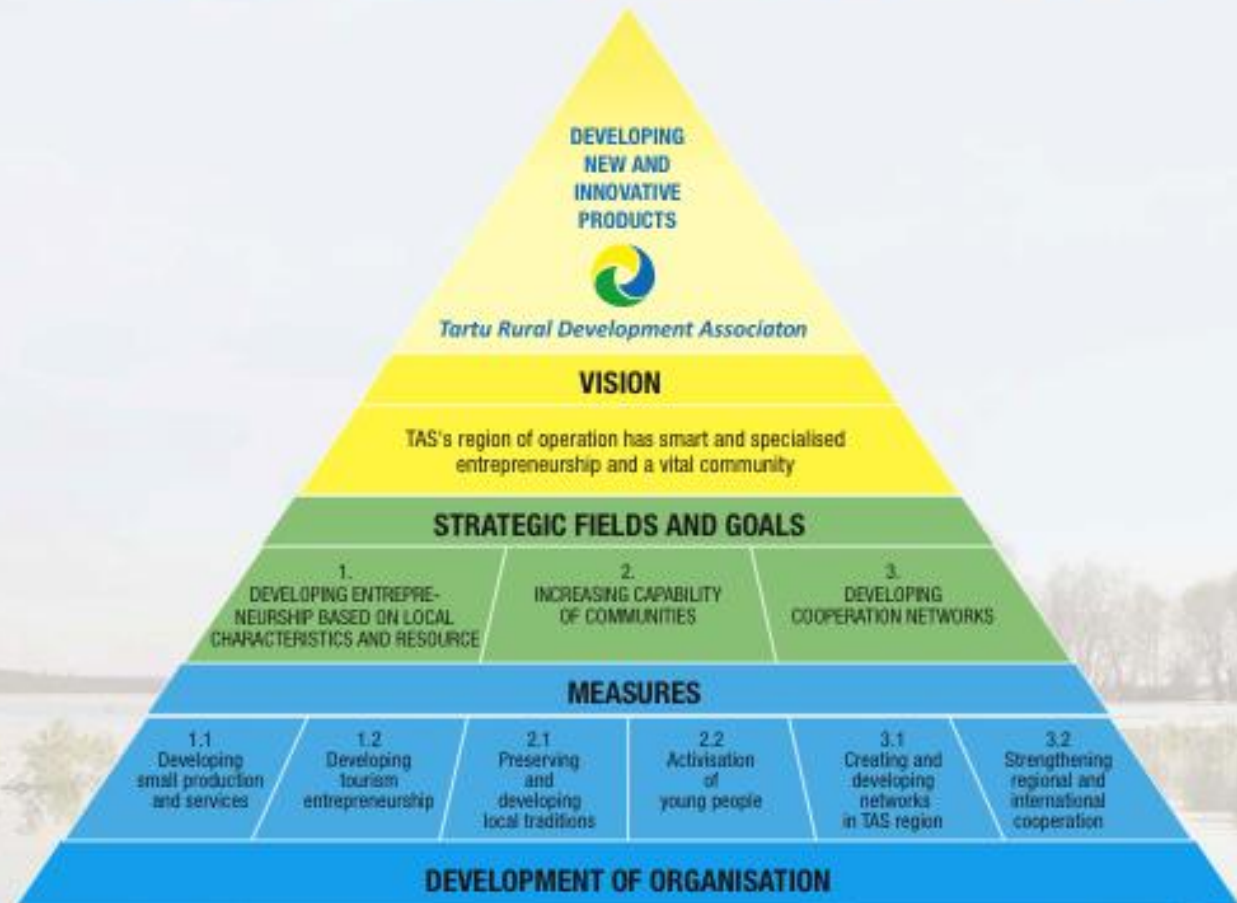 DEVELOPING
NEW AND
INNOVATIVE
PRODUCTS
Tartu Rural Development Associaton
VISION
TAS's region of operation has smart and specialised
entrepreneurship and a vital community
STRATEGIC FIELDS AND GOALS
1.
DEVELOPING ENTREPRE-
NEURSHIP BASED ON LOCAL
CHARACTERISTICS AND RESOURCE
2.
INCREASING CAPABILITY
OF COMMUNITIES
3.
DEVELOPING
COOPERATION NETWORKS
MEASURES
1.1
Developing
small production
and services
1.2
Developing
tourism
entrepreneurship
2.1
Preserving
and
developing
local traditions
2.2
Activisation
of
young people
3.1
Creating and
developing
networks
in TAS region
3.2
Strengthening
regional and
international
cooperation
DEVELOPMENT OF ORGANISATION